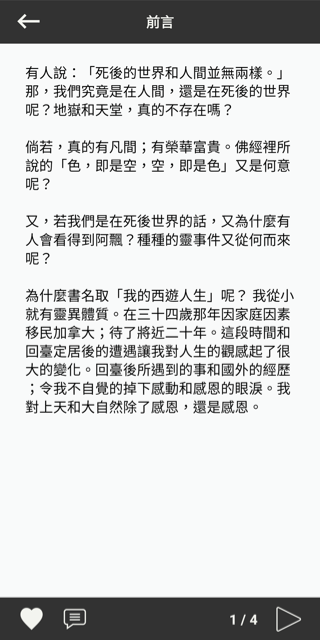 前言
有人說：「死後的世界和人間並無兩樣。」
那，我們究竟是在人間，還是在死後的世界
呢？地獄和天堂，真的不存在嗎？
倘若，真的有凡間；有榮華富貴。佛經裡所
說的「色，即是空，空，即是色」又是何意
呢？
又，若我們是在死後世界的話，又為什麼有
人會看得到阿飄？種種的靈事件又從何而來
呢？
為什麼書名取「我的西遊人生」呢？ 我從小
就有靈異體質。在三十四歲那年因家庭因素
移民加拿大；待了將近二十年。這段時間和
回臺定居後的遭遇讓我對人生的觀感起了很
大的變化。回臺後所遇到的事和國外的經歷
；令我不自覺的掉下感動和感恩的眼淚。我
對上天和大自然除了感恩，還是感恩。
1 / 4